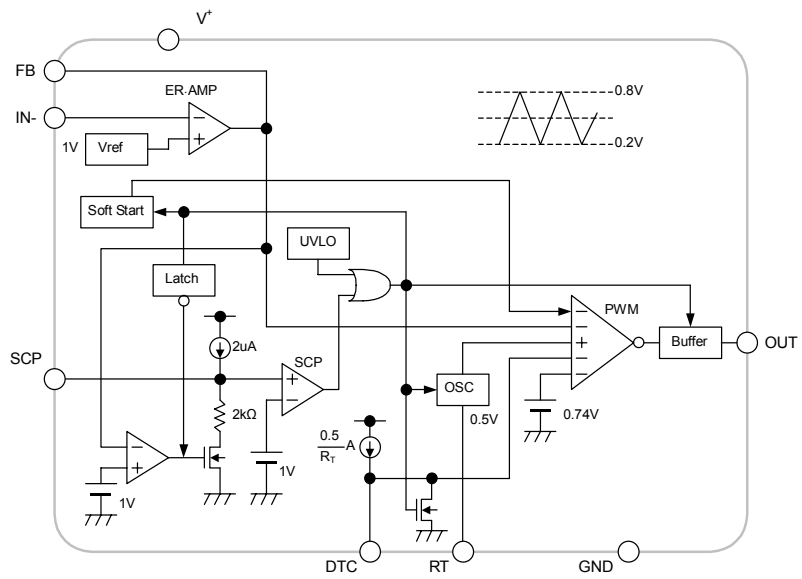 V+
FB
ER·AMP
0.8V
IN-
−
+
1V
Vref
0.2V
Soft Start
UVLO
Latch
PWM
−
−
+
−
−
Buffer
OUT
2uA
SCP
SCP
+
−
OSC
2kΩ
0.5V
0.74V
0.5
RT
A
−
+
1V
1V
DTC
RT
GND